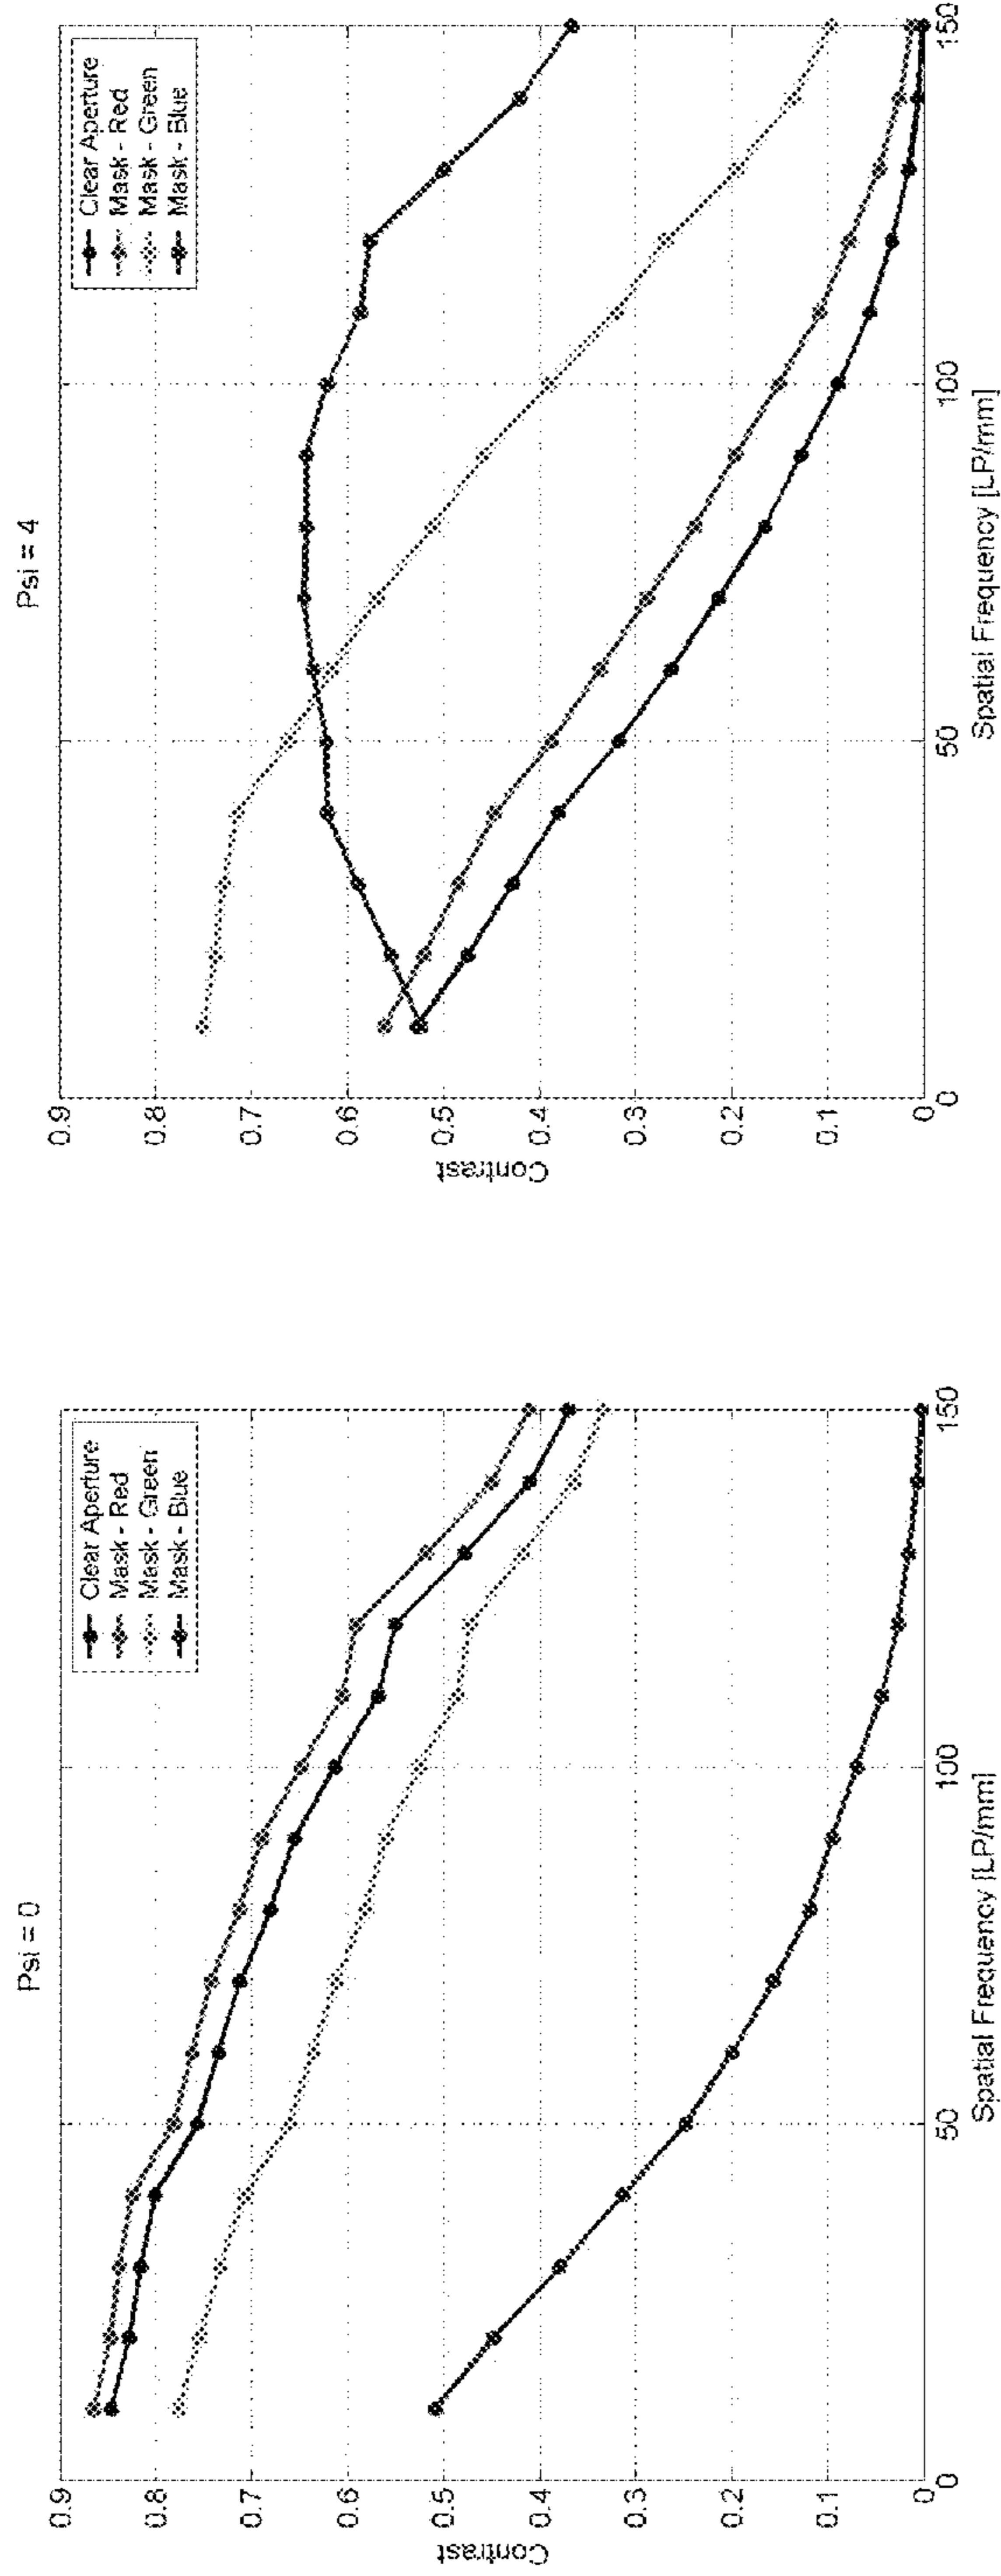 Psi = 0
Contrast
0.9
0.8
0.7
0.6
0.5
0.4
0.3
0.2
0.1
0
0
50
100
150
Spatial Frequency [LP/mm]
Clear Aperture
Mask - Red
Mask - Green
Mask - Blue
Psi = 4
Contrast
0.9
0.8
0.7
0.6
0.5
0.4
0.3
0.2
0.1
0
0
50
100
150
Spatial Frequency [LP/mm]
Clear Aperture
Mask - Red
Mask - Green
Mask - Blue